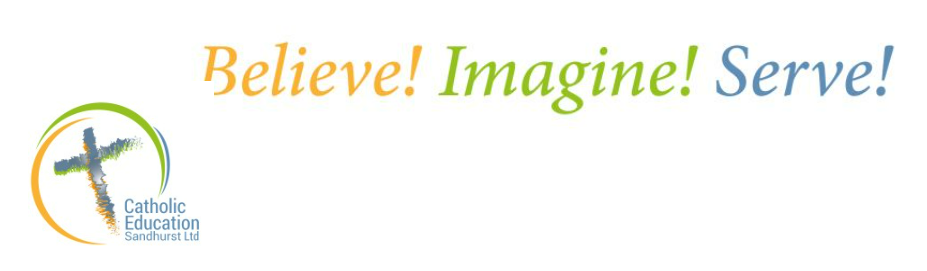 Believe! Imagine! Serve!
Catholic
Education
Sandhurst Ltd